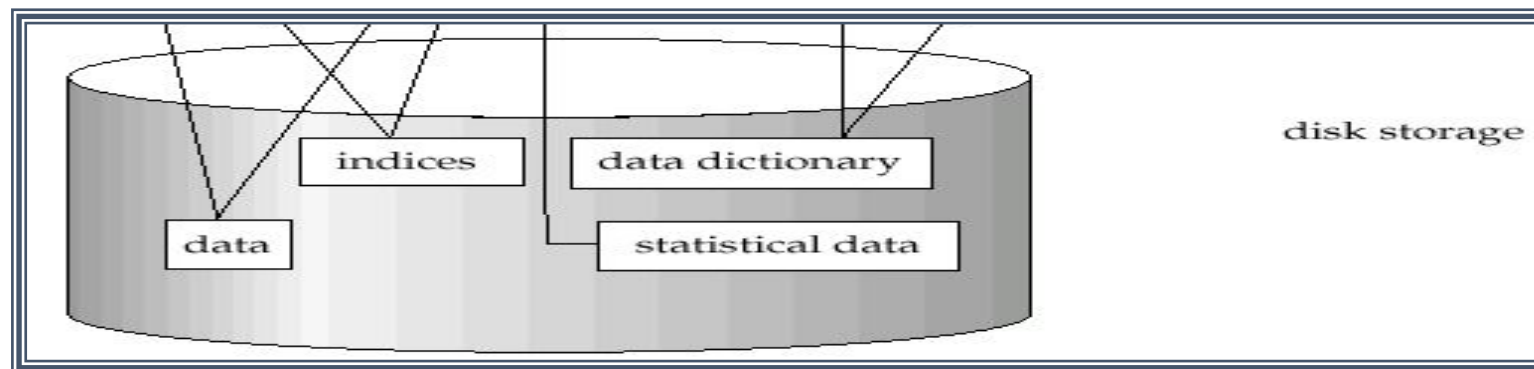 disk storage
indices
data dictionary
data
statistical data